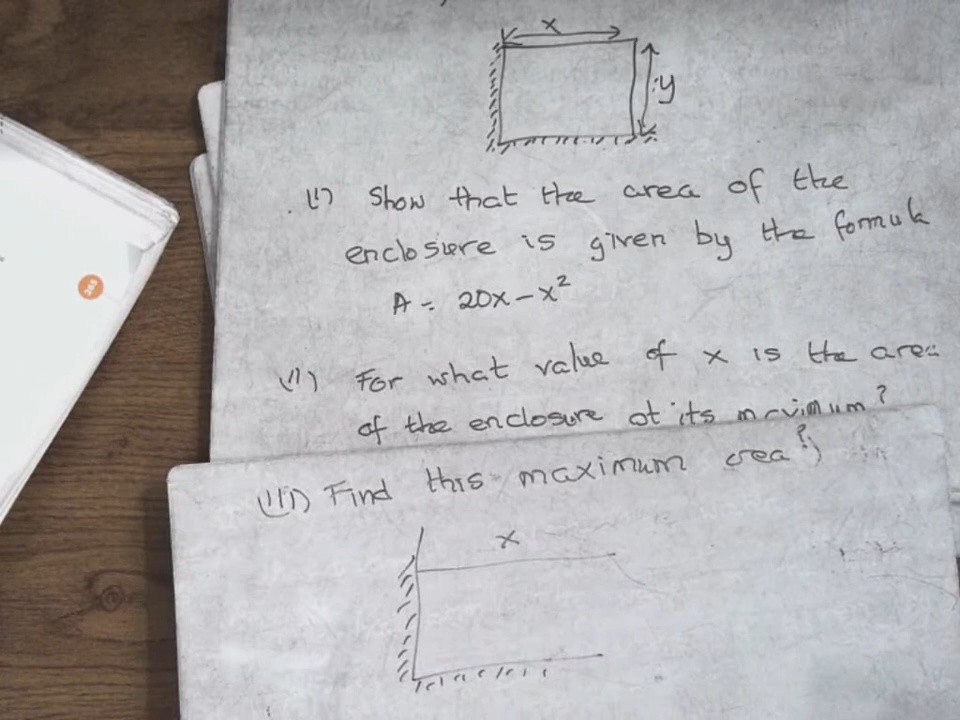 x
y
(i) Show that the area of the
enclosure is given by the formula
A = 20x - x²
(ii) For what value of x is the area
of the enclosure at its maximum?
(iii) Find this maximum area?
x